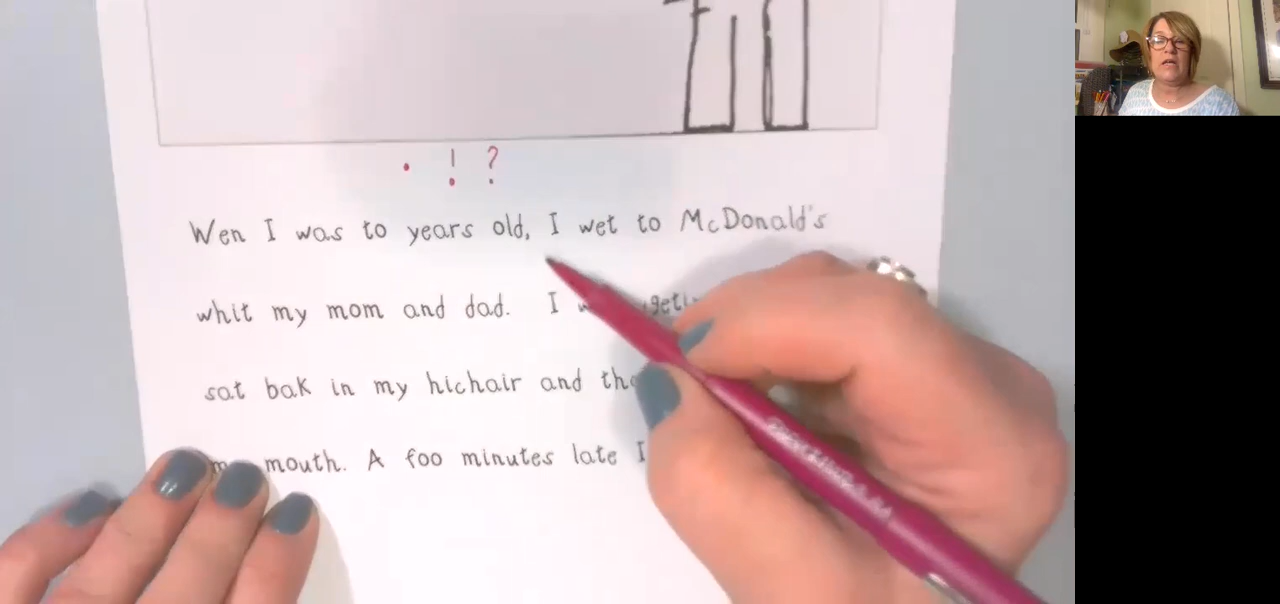 . ! ?
Wen I was to years old, I wet to McDonald's
whit my mom and dad. I
sat bak in my hichair and
mouth. A foo minutes late I